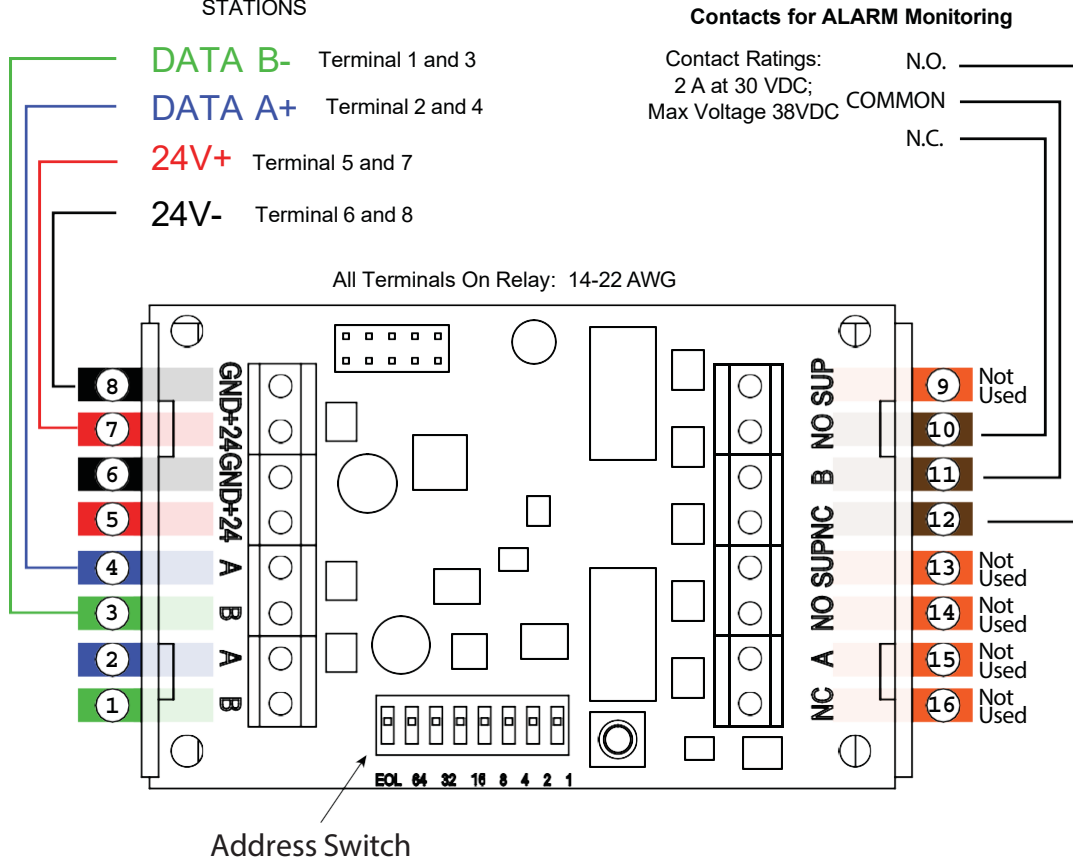 STATIONS
DATA B- Terminal 1 and 3
DATA A+ Terminal 2 and 4
24V+ Terminal 5 and 7
24V- Terminal 6 and 8
Contacts for ALARM Monitoring
Contact Ratings:
2 A at 30 VDC;
Max Voltage 38VDC
N.O.
COMMON
N.C.
All Terminals On Relay: 14-22 AWG
8
7
6
5
4
3
2
1
GND+24GND+24
A
B
A
B
NO SUP
B
NO SUPNC
A
NC
9 Not
Used
10
11
12
13 Not
Used
14 Not
Used
15 Not
Used
16 Not
Used
EOL 64 32 16 8 4 2 1
Address Switch